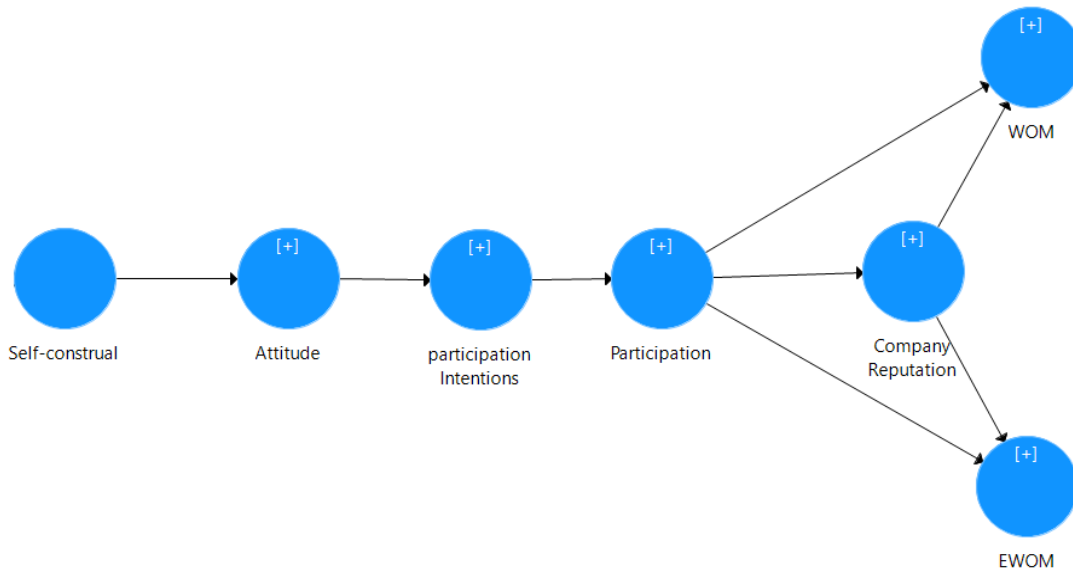 [+]
WOM
[+]
[+]
[+]
[+]
Self-construal
Attitude
participation
Intentions
Participation
Company
Reputation
[+]
EWOM